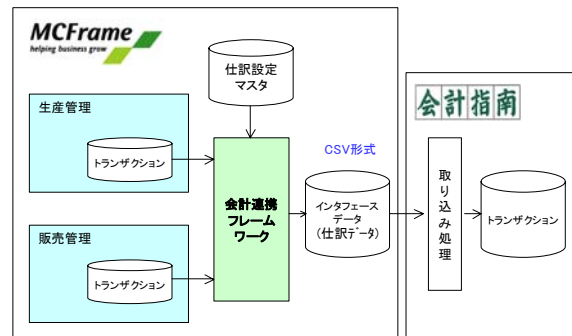 MCFrame
helping business grow
仕訳設定
マスタ
生産管理
トランザクション
販売管理
トランザクション
会計連携
フレーム
ワーク
CSV形式
インタフェース
データ
(仕訳データ)
会計指南
取り込み処理
トランザクション